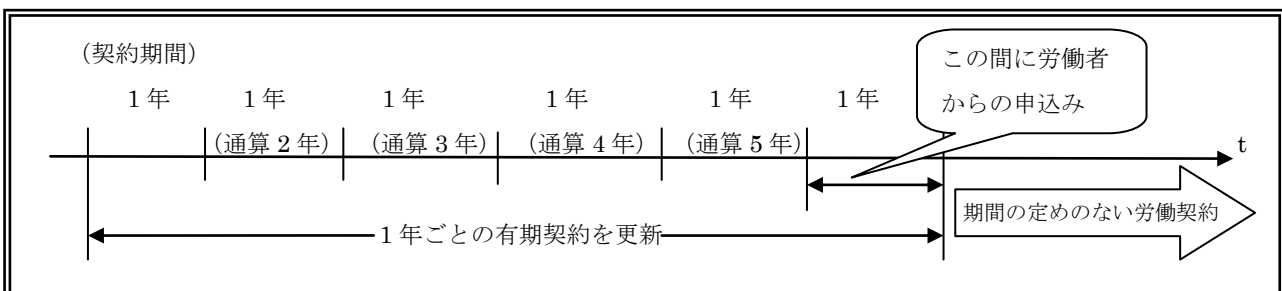 (契約期間)
この間に労働者
からの申込み
1年 1年 1年 1年 1年 1年
(通算2年) (通算3年) (通算4年) (通算5年)
t
期間の定めのない労働契約
1年ごとの有期契約を更新